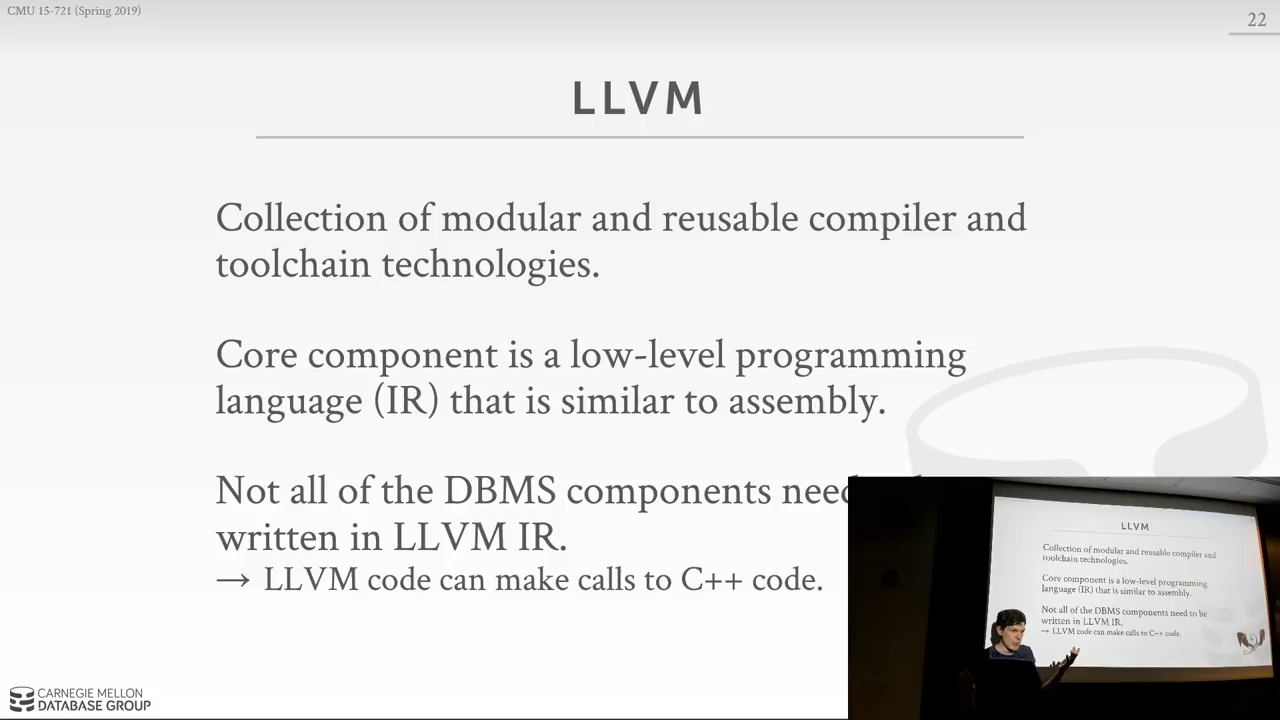 CMU 15-721 (Spring 2019)
22
LLVM
Collection of modular and reusable compiler and
toolchain technologies.
Core component is a low-level programming
language (IR) that is similar to assembly.
Not all of the DBMS components need
written in LLVM IR.
→ LLVM code can make calls to C++ code.
CARNEGIE MELLON
DATABASE GROUP
LLVM
Collection of modular and reusable compiler and
toolchain technologies.
Core component is a low-level programming
language (IR) that is similar to assembly.
Not all of the DBMS components need to be
written in LLVM IR.
→ LLVM code can make calls to C++ code.